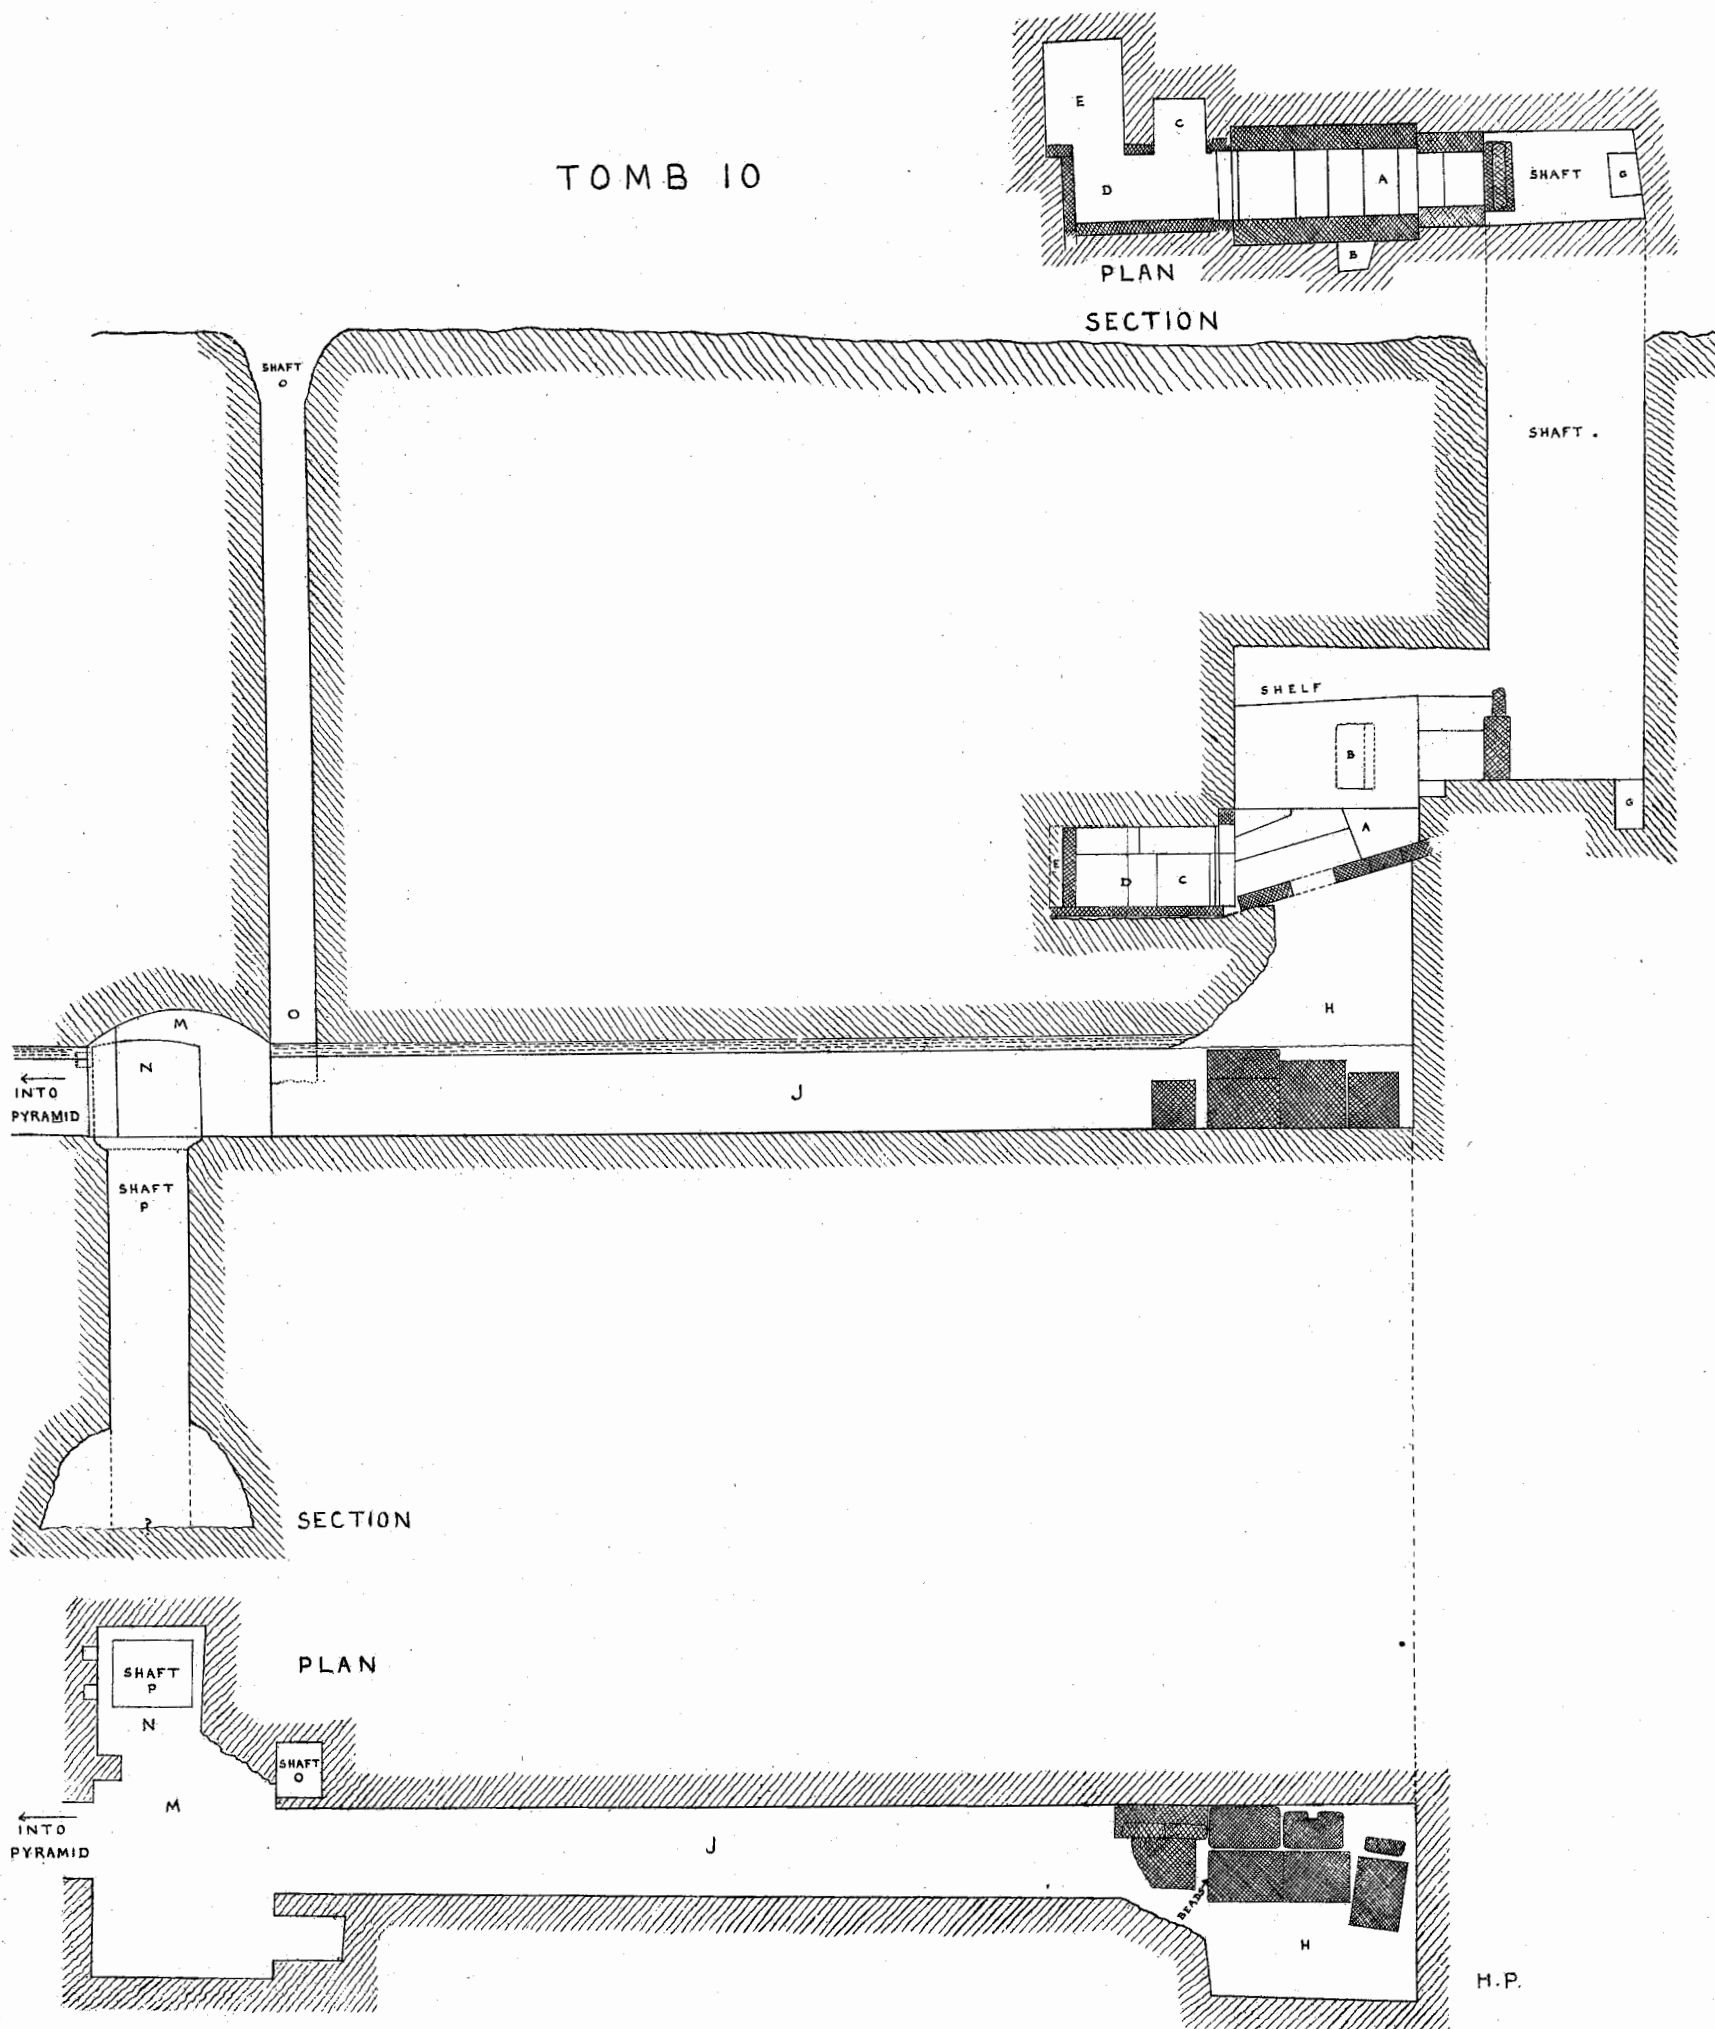 E
C
TOMB 10
D
A
SHAFT
G
B
PLAN
SECTION
SHAFT
O
SHAFT.
SHELF
B
G
A
E
D
C
H
O
M
N
J
INTO
PYRAMID
SHAFT
P
?
SECTION
PLAN
SHAFT
P
N
SHAFT
O
M
INTO
PYRAMID
J
BEADS
H
H.P.